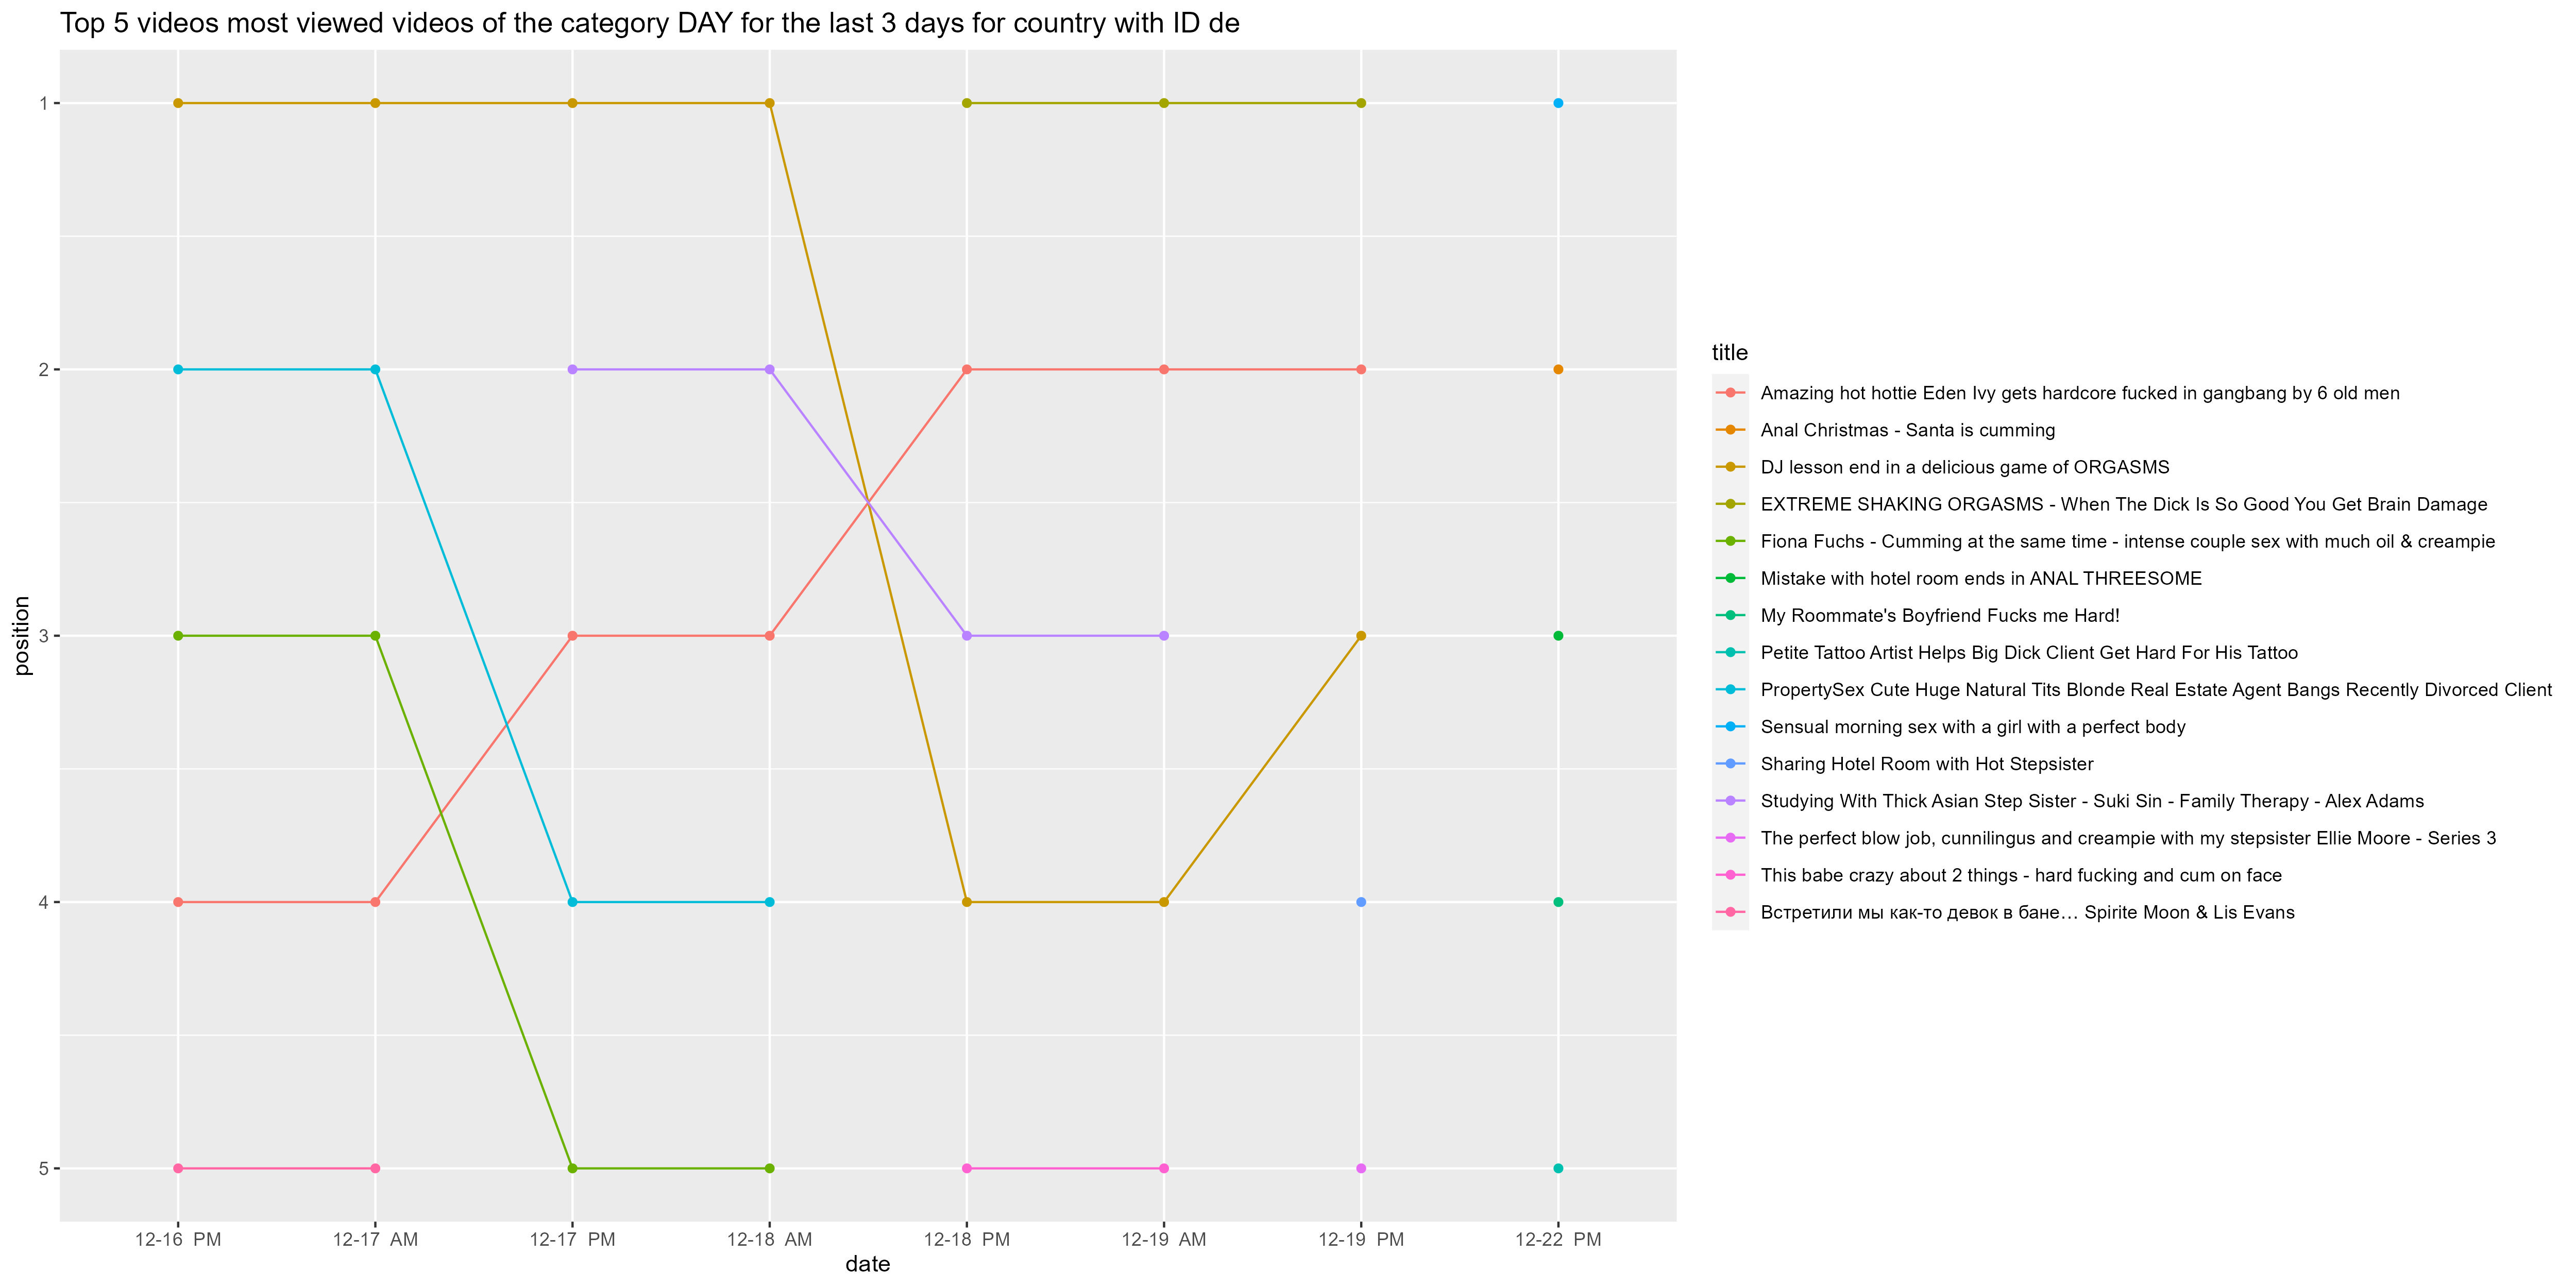 Top 5 videos most viewed videos of the category DAY for the last 3 days for country with ID de
position
1
2
3
4
5
12-16 PM
12-17 AM
12-17 PM
12-18 AM
12-18 PM
12-19 AM
12-19 PM
12-22 PM
date
title
Amazing hot hottie Eden Ivy gets hardcore fucked in gangbang by 6 old men
Anal Christmas - Santa is cumming
DJ lesson end in a delicious game of ORGASMS
EXTREME SHAKING ORGASMS - When The Dick Is So Good You Get Brain Damage
Fiona Fuchs - Cumming at the same time - intense couple sex with much oil & creampie
Mistake with hotel room ends in ANAL THREESOME
My Roommate's Boyfriend Fucks me Hard!
Petite Tattoo Artist Helps Big Dick Client Get Hard For His Tattoo
PropertySex Cute Huge Natural Tits Blonde Real Estate Agent Bangs Recently Divorced Client
Sensual morning sex with a girl with a perfect body
Sharing Hotel Room with Hot Stepsister
Studying With Thick Asian Step Sister - Suki Sin - Family Therapy - Alex Adams
The perfect blow job, cunnilingus and creampie with my stepsister Ellie Moore - Series 3
This babe crazy about 2 things - hard fucking and cum on face
Встретили мы как-то девок в бане… Spirite Moon & Lis Evans